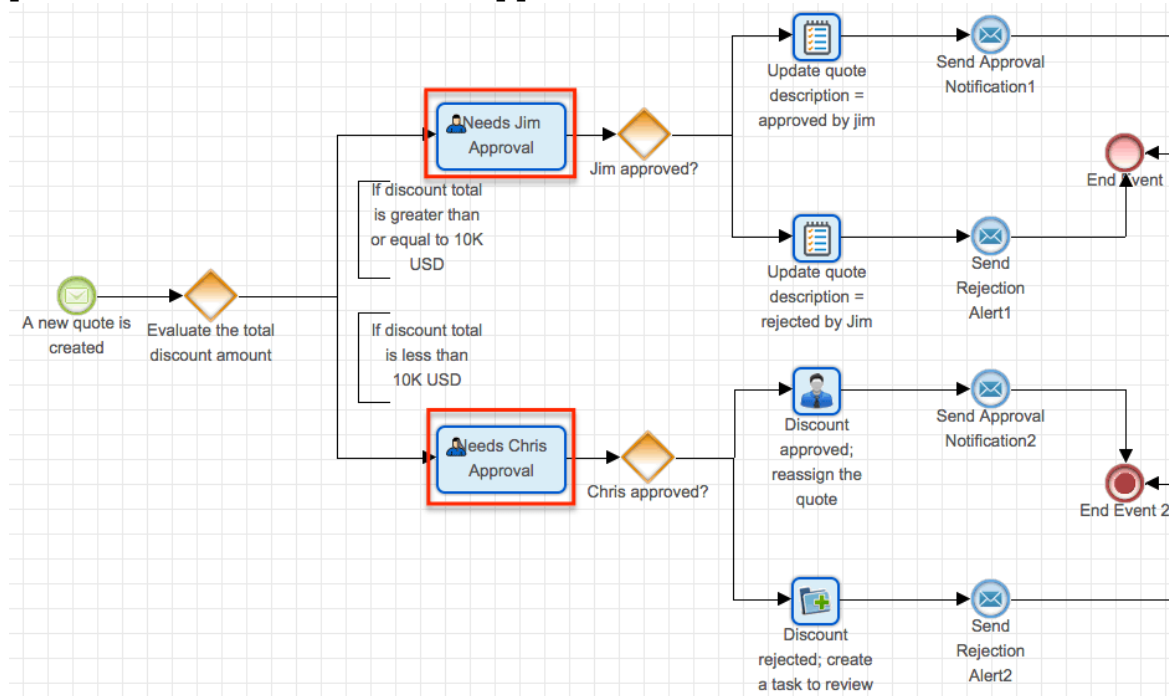 Update quote
description =
approved by jim
Send Approval
Notification1
Needs Jim
Approval
Jim approved?
End Event
If discount total
is greater than
or equal to 10K
USD
Update quote
description =
rejected by Jim
Send
Rejection
Alert1
A new quote is
created
Evaluate the total
discount amount
If discount total
is less than
10K USD
Needs Chris
Approval
Chris approved?
Discount
approved;
reassign the
quote
Send Approval
Notification2
End Event 2
Discount
rejected; create
a task to review
Send
Rejection
Alert2